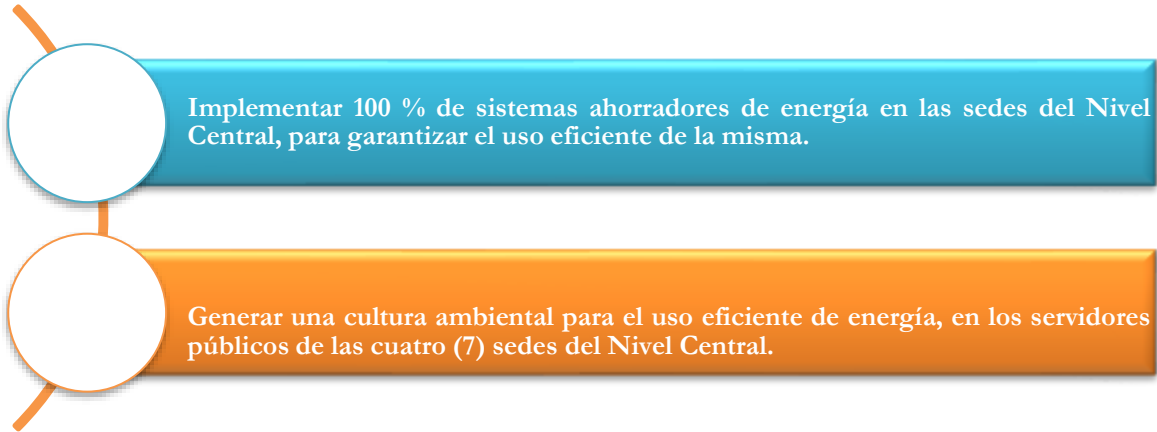 Implementar 100 % de sistemas ahorradores de energía en las sedes del Nivel
Central, para garantizar el uso eficiente de la misma.
Generar una cultura ambiental para el uso eficiente de energía, en los servidores
públicos de las cuatro (7) sedes del Nivel Central.